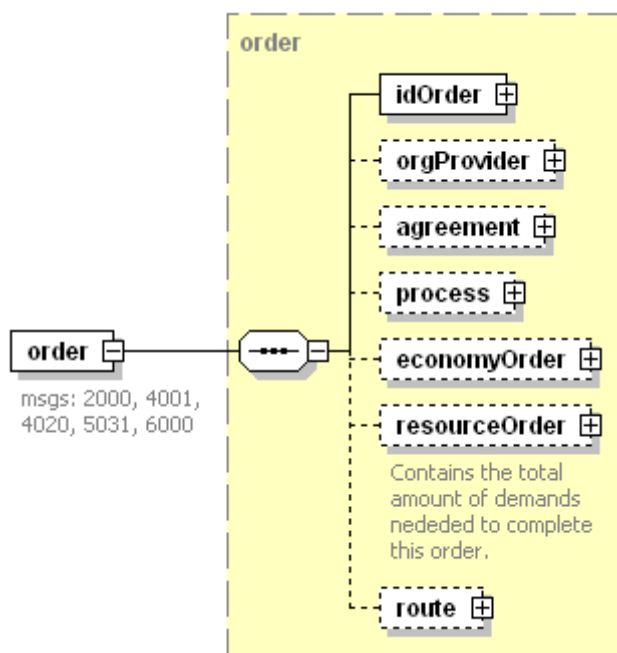 order
idOrder
orgProvider
agreement
process
order
economyOrder
msgs: 2000, 4001,
4020, 5031, 6000
resourceOrder
Contains the total
amount of demands
nededed to complete
this order.
route